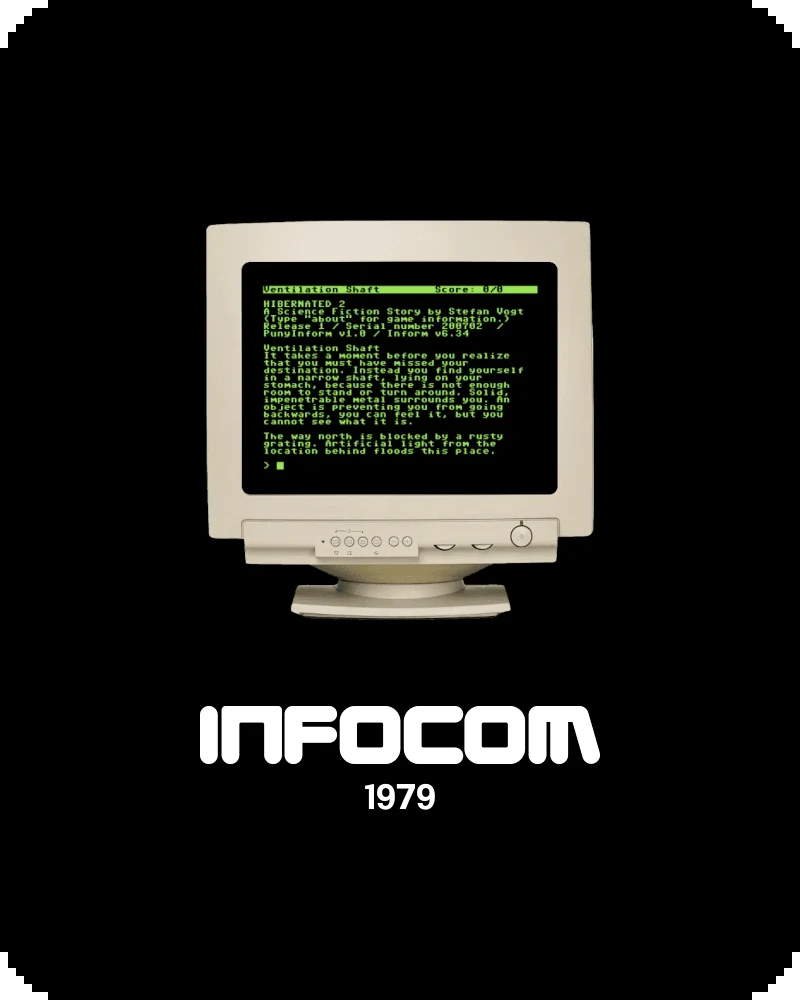 Ventilation Shaft Score: 0/0
HIBERNATED 2
A Science Fiction Story by Stefan Vogt
(Type "about" for game information.)
Release 1 / Serial number 200702 /
PunyInform v1.0 / Inform v6.34
Ventilation Shaft
It takes a moment before you realize
that you must have missed your
destination. Instead you find yourself
in a narrow shaft, lying on your
stomach, because there is not enough
room to stand or turn around. Solid,
impenetrable metal surrounds you. An
object is preventing you from going
backwards, you can feel it, but you
cannot see what it is.
The way north is blocked by a rusty
grating. Artificial light from the
location behind floods this place.
>
INFOCOM
1979